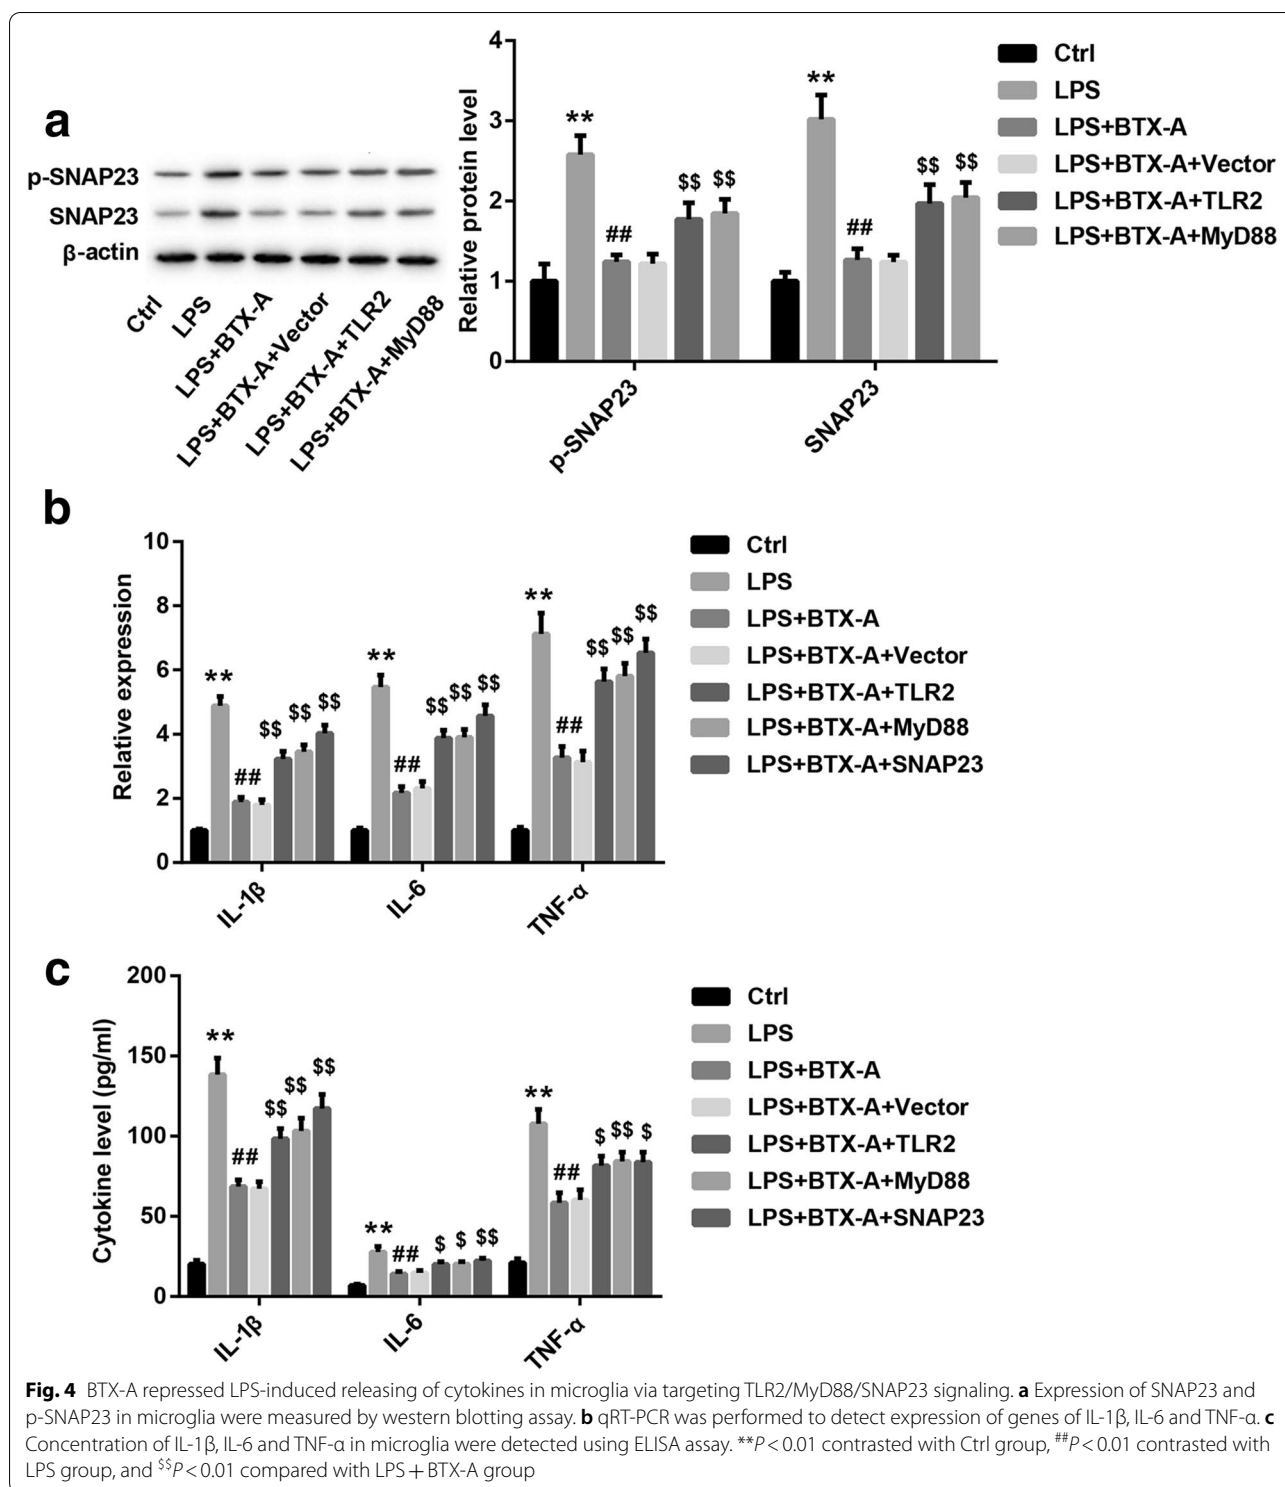 a
p-SNAP23
SNAP23
β-actin
Ctrl
LPS
LPS+BTX-A
LPS+BTX-A+Vector
LPS+BTX-A+TLR2
LPS+BTX-A+MyD88
Relative protein level
4
3
2
1
0
**
##
$$
$$
**
##
$$
$$
p-SNAP23
SNAP23
Ctrl
LPS
LPS+BTX-A
LPS+BTX-A+Vector
LPS+BTX-A+TLR2
LPS+BTX-A+MyD88
b
Relative expression
10
8
6
4
2
0
**
##
$$
$$
$$
**
##
$$
$$
$$
**
##
$$
$$
$$
IL-1β
IL-6
TNF-α
Ctrl
LPS
LPS+BTX-A
LPS+BTX-A+Vector
LPS+BTX-A+TLR2
LPS+BTX-A+MyD88
LPS+BTX-A+SNAP23
c
Cytokine level (pg/ml)
200
150
100
50
0
**
##
$$
$$
$$
**
##
$
$
$$
**
##
$
$$
$
IL-1β
IL-6
TNF-α
Ctrl
LPS
LPS+BTX-A
LPS+BTX-A+Vector
LPS+BTX-A+TLR2
LPS+BTX-A+MyD88
LPS+BTX-A+SNAP23
Fig. 4 BTX-A repressed LPS-induced releasing of cytokines in microglia via targeting TLR2/MyD88/SNAP23 signaling. a Expression of SNAP23 and
p-SNAP23 in microglia were measured by western blotting assay. b qRT-PCR was performed to detect expression of genes of IL-1β, IL-6 and TNF-α. c
Concentration of IL-1β, IL-6 and TNF-α in microglia were detected using ELISA assay. **P < 0.01 contrasted with Ctrl group, ##P < 0.01 contrasted with
LPS group, and $$P < 0.01 compared with LPS + BTX-A group